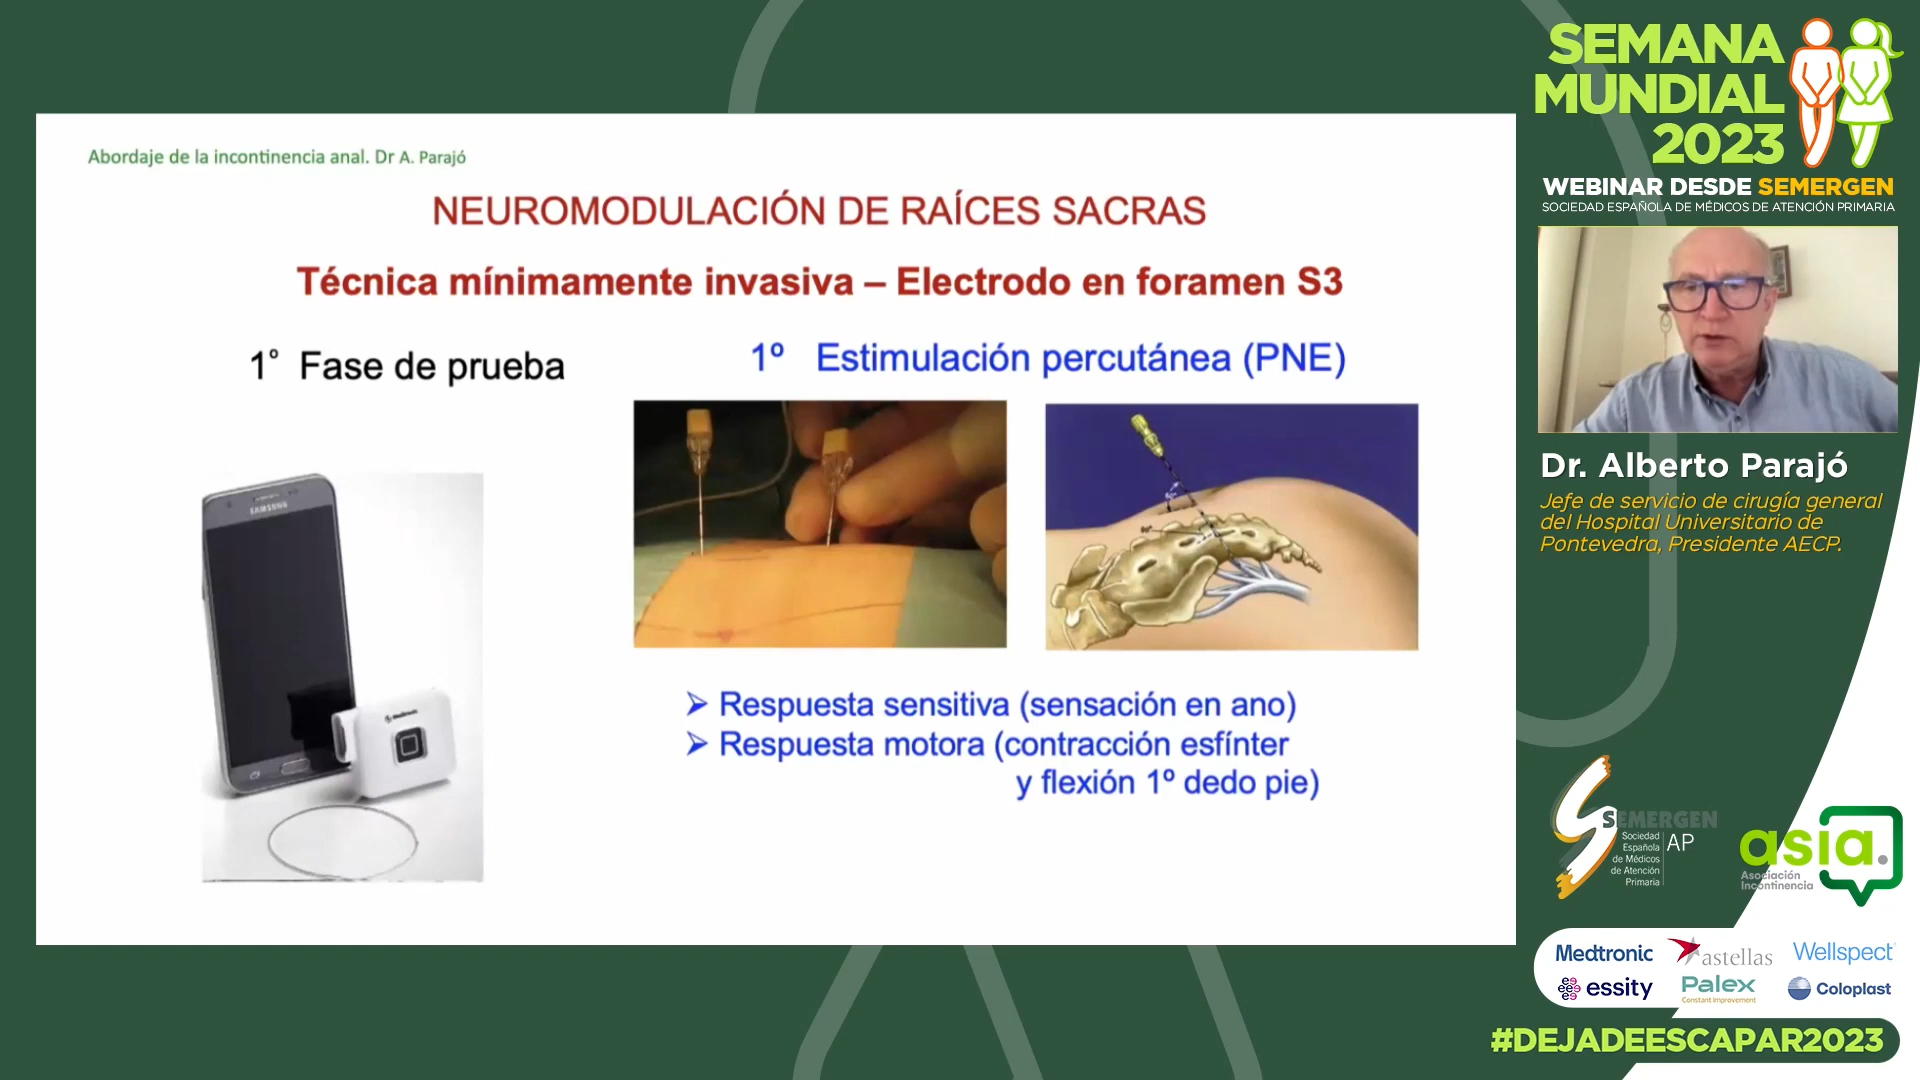 Abordaje de la incontinencia anal. Dr A. Parajó
NEUROMODULACIÓN DE RAÍCES SACRAS
Técnica mínimamente invasiva – Electrodo en foramen S3
1° Fase de prueba
1º Estimulación percutánea (PNE)
SAMSUNG
Medtronic
➢ Respuesta sensitiva (sensación en ano)
➢ Respuesta motora (contracción esfínter
y flexión 1º dedo pie)
SEMANA
MUNDIAL
2023
WEBINAR DESDE SEMERGEN
SOCIEDAD ESPAÑOLA DE MÉDICOS DE ATENCIÓN PRIMARIA
Dr. Alberto Parajó
Jefe de servicio de cirugía general
del Hospital Universitario de
Pontevedra, Presidente AECP.
SEMERGEN
Sociedad
Española
de Médicos
de Atención
Primaria
AP
asia.
Asociación
Incontinencia
Medtronic
astellas
Wellspect
essity
Palex
Constant Improvement
Coloplast
#DEJADEESCAPAR2023